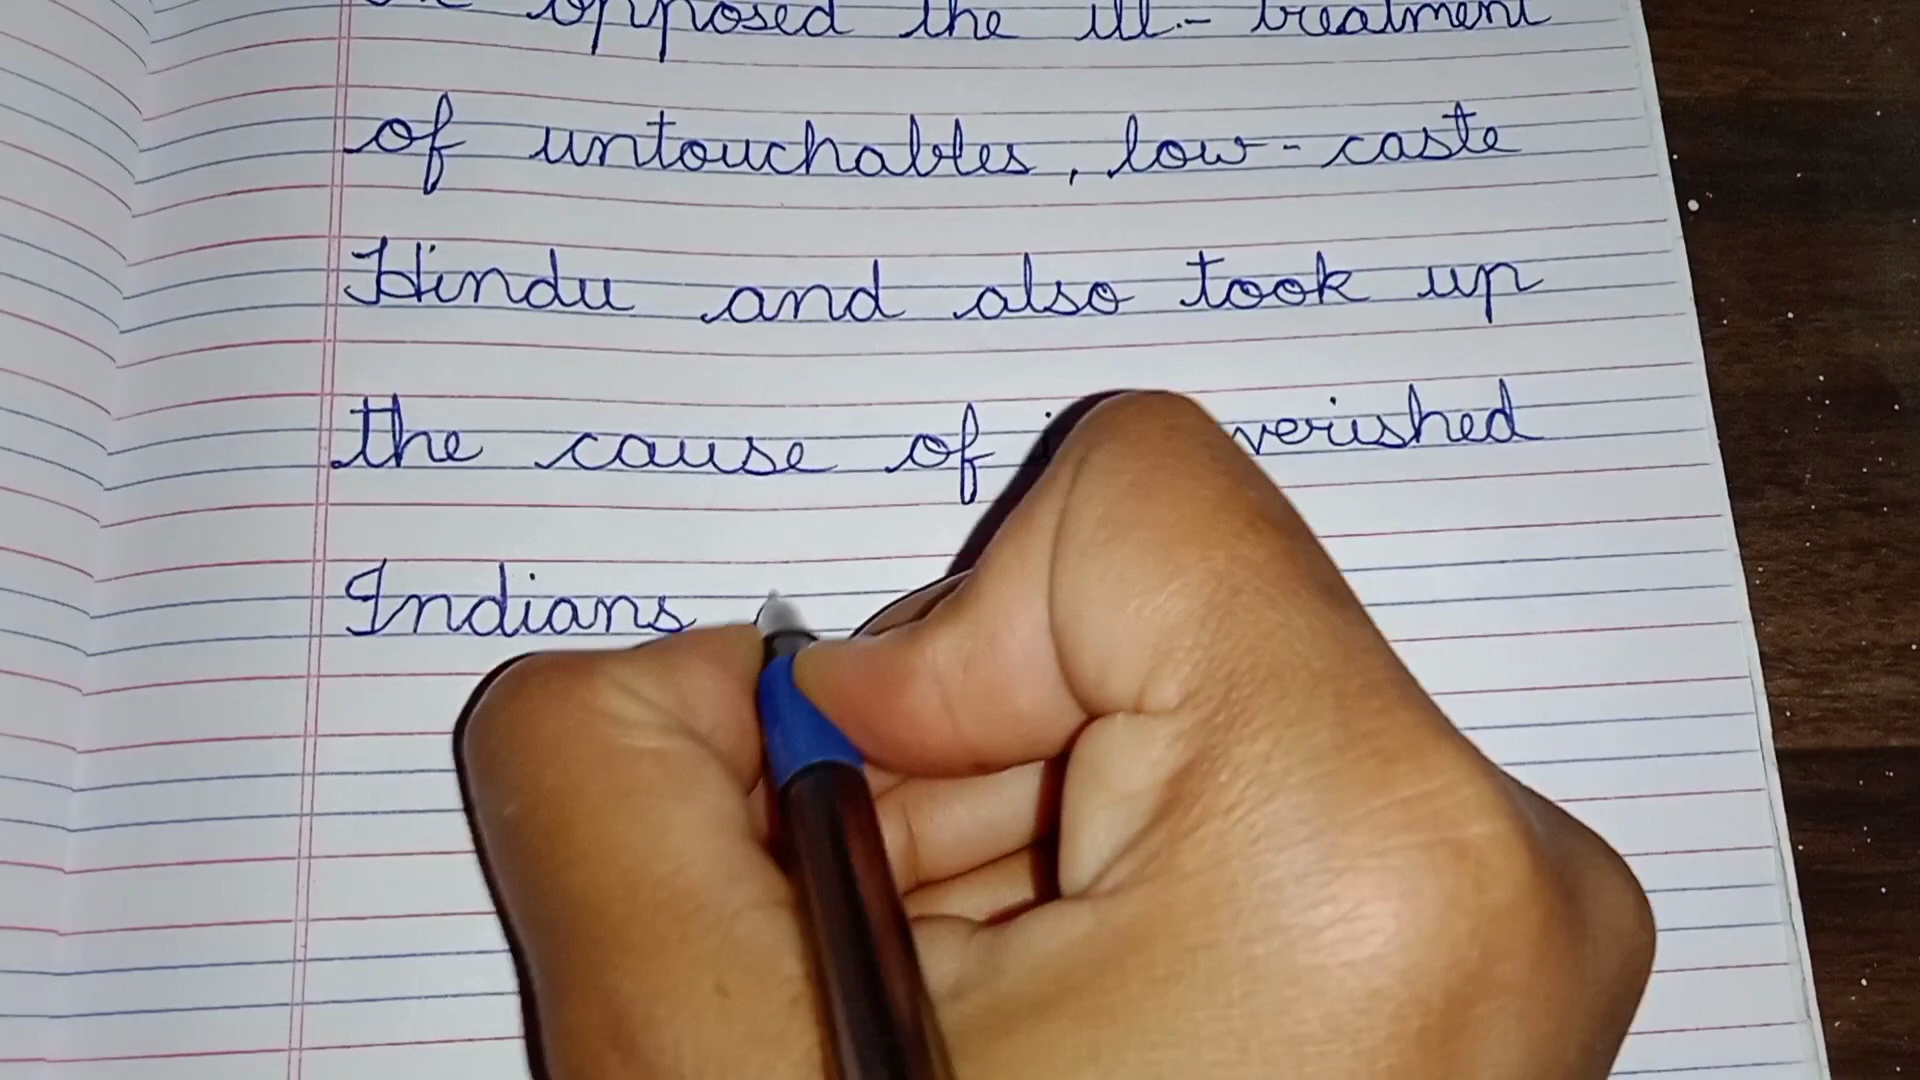 opposed the ill-treatment
of untouchables, low-caste
Hindu and also took up
the cause of
Indians